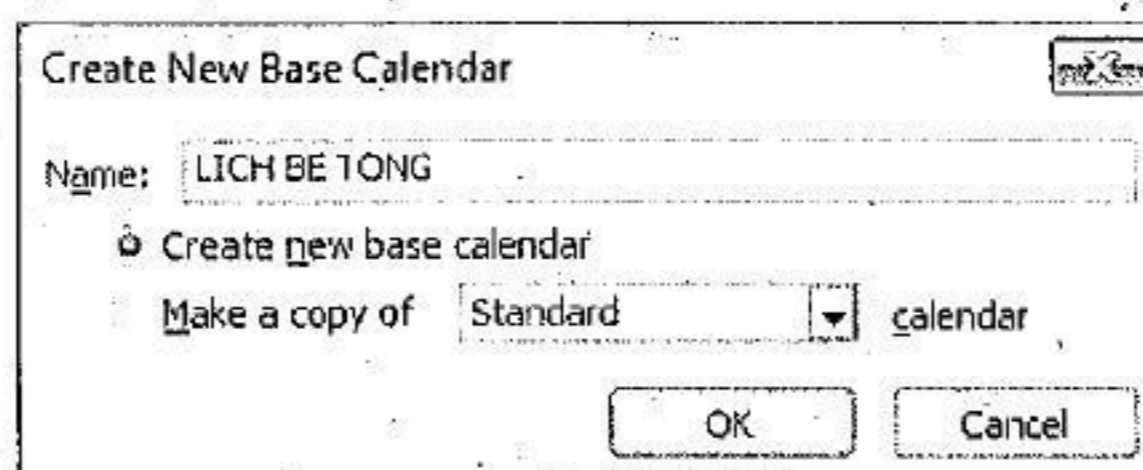 Create New Base Calendar
Name: LICH BE TONG
Create new base calendar
Make a copy of Standard calendar
OK Cancel